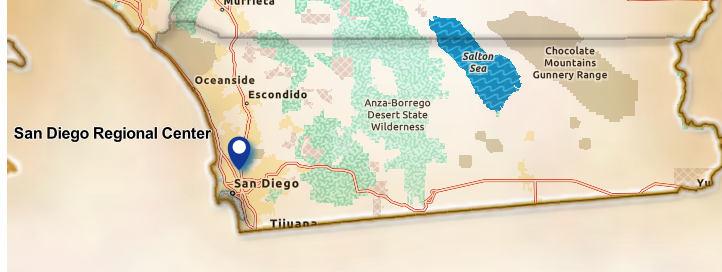 Murrieta
Salton
Sea
Chocolate
Mountains
Gunnery Range
Oceanside
Escondido
Anza-Borrego
Desert State
Wilderness
San Diego Regional Center
San Diego
Yu
Tijuana